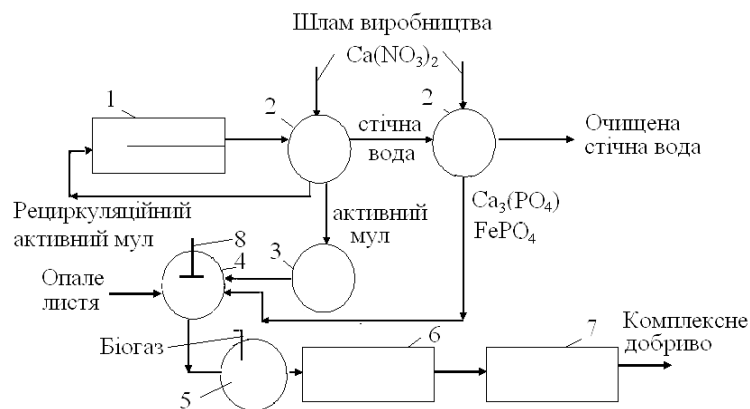 Шлам виробництва
Ca(NO3)2
1
2
2
стічна
вода
Очищена
стічна вода
Рециркуляційний
активний мул
активний
мул
Ca3(PO4)
FePO4
8
4
3
Опале
листя
Біогаз
5
6
7
Комплексне
добриво